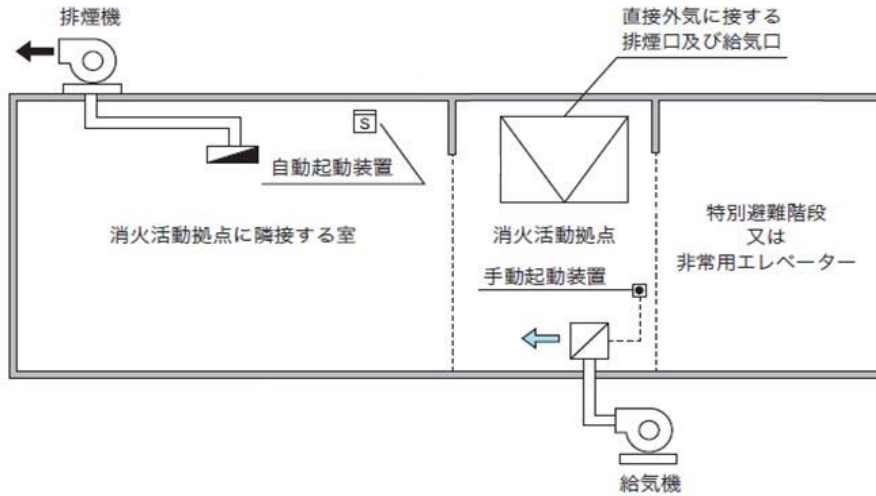 排煙機
直接外気に接する
排煙口及び給気口
S
自動起動装置
消火活動拠点に隣接する室
消火活動拠点
特別避難階段
又は
非常用エレベーター
手動起動装置
給気機